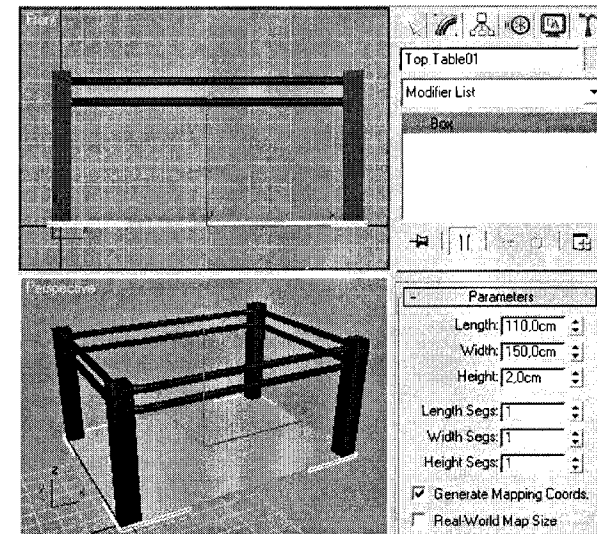 Front
Top Table01
Modifier List
Box
Perspective
- Parameters
Length: 110,0cm
Width: 150,0cm
Height: 2,0cm
Length Segs: 1
Width Segs: 1
Height Segs: 1
Generate Mapping Coords.
Real-World Map Size
z